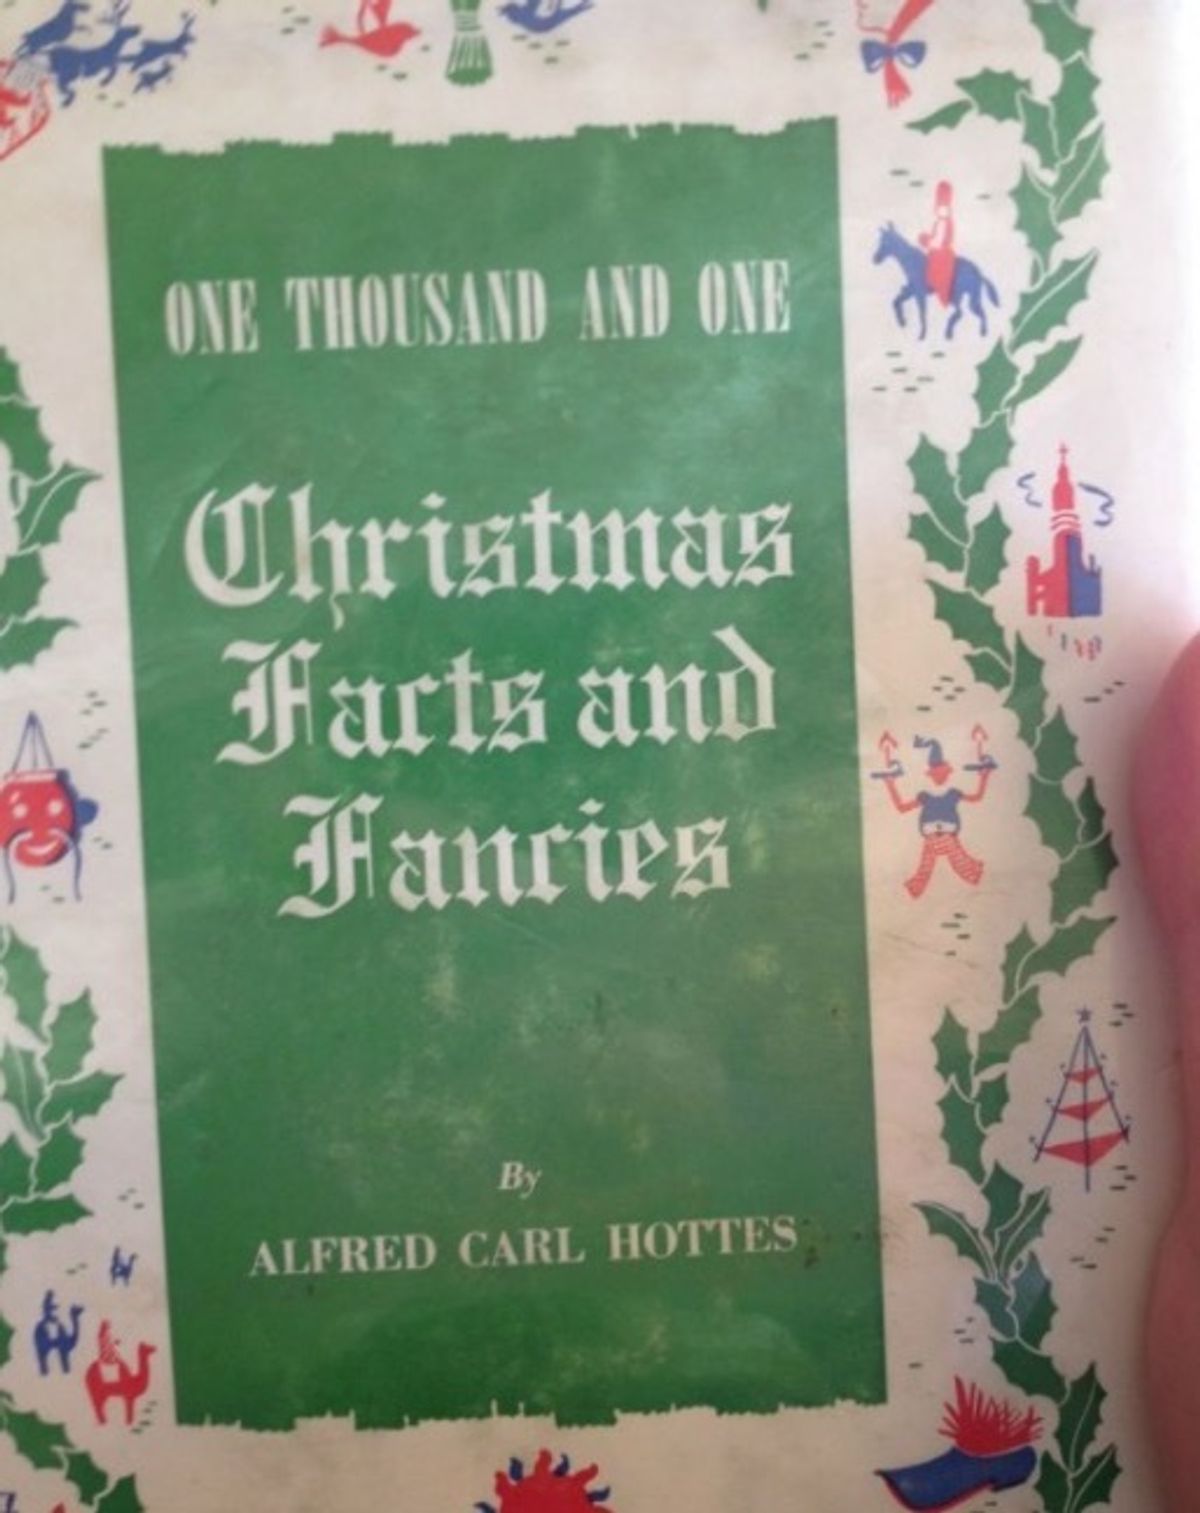 ONE THOUSAND AND ONE
Christmas
Facts and
Fancies
By
ALFRED CARL HOTTES